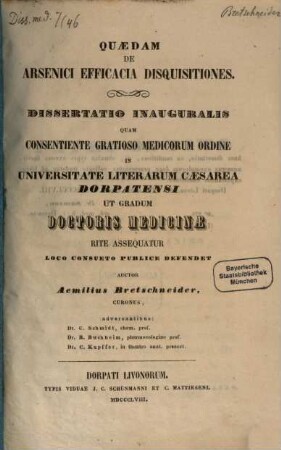 Diss. med. 7/46
Bretschneider
QUÆDAM
DE
ARSENICI EFFICACIA DISQUISITIONES.
DISSERTATIO INAUGURALIS
QUAM
CONSENTIENTE GRATIOSO MEDICORUM ORDINE
IN
UNIVERSITATE LITERARUM CÆSAREA
DORPATENSI
UT GRADUM
DOCTORIS MEDICINÆ
RITE ASSEQUATUR
LOCO CONSUETO PUBLICE DEFENDET
AUCTOR
Aemilius Bretschneider,
CURONUS.
adversantibus:
Dr. C. Schmidt, chem. prof.
Dr. R. Buchheim, pharmacologiae prof.
Dr. C. Kupffer, in theatro anat. prosect.
Bayerische
Staatsbibliothek
München
DORPATI LIVONORUM.
TYPIS VIDUAE J. C. SCHÜNMANNI ET C. MATTIESENI.
MDCCCLVIII.